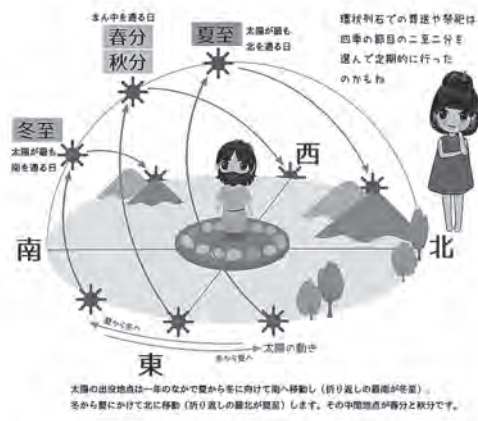 まん中を通る日
春分
秋分
夏至
太陽が最も
北を通る日
環状列石での葬送や祭祀は
四季の節目の二至二分を
選んで定期的に行った
のかもね
冬至
太陽が最も
南を通る日
西
南
北
夏から冬へ
冬から夏へ
太陽の動き
東
太陽の出没地点は一年のなかで夏から冬に向けて南へ移動し（折り返しの最南が冬至）、
冬から夏にかけて北に移動（折り返しの最北が夏至）します。その中間地点が春分と秋分です。